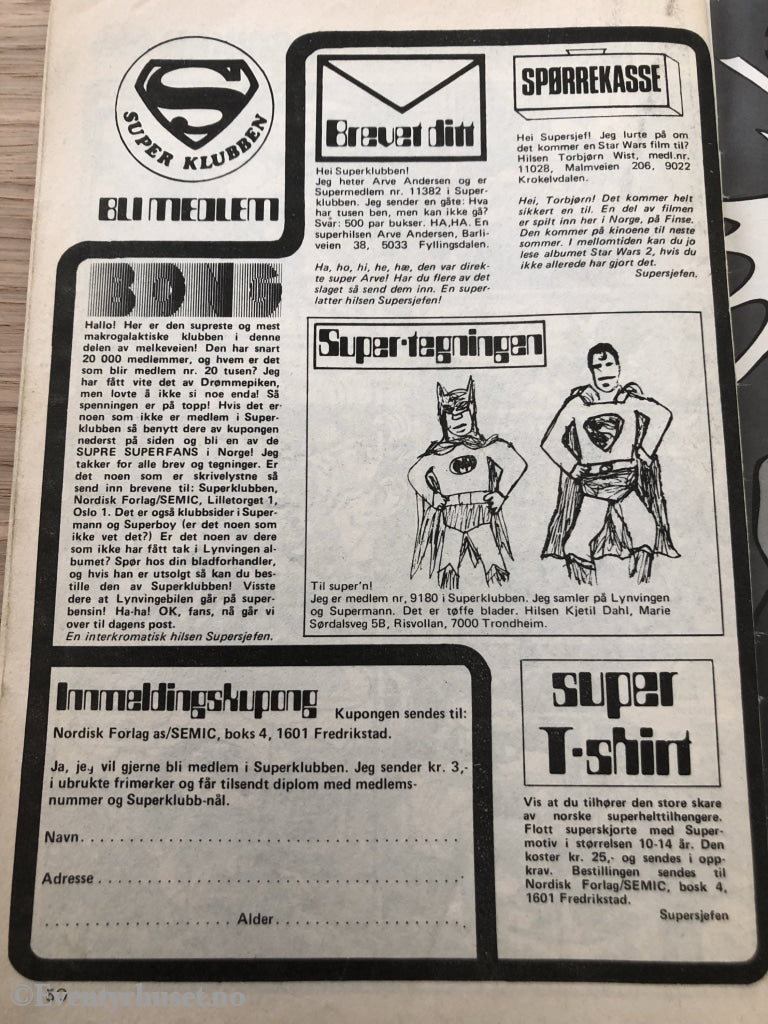 SUPER KLUBBEN
BLI MEDLEM
BONG
Hallo! Her er den supreste og mest
makrogalaktiske klubben i denne
delen av melkeveien! Den har snart
20 000 medlemmer, og hvem er det
som blir medlem nr. 20 tusen? Jeg
har fått vite det av Drømmepiken,
men lovte å ikke si noe enda! Så
spenningen er på topp! Hvis det er
noen som ikke er medlem i Super-
klubben så benytt dere av kupongen
nederst på siden og bli en av de
SUPRE SUPERFANS i Norge! Jeg
takker for alle brev og tegninger. Er
det noen som er skrivelystne så
send inn brevene til: Superklubben,
Nordisk Forlag/SEMIC, Lilletorget 1,
Oslo 1. Det er også klubbsider i Super-
mann og Superboy (er det noen som
ikke vet det?) Er det noen av dere
som ikke har fått tak i Lynvingen al-
bumet? Spør hos din bladforhandler,
og hvis han er utsolgt så kan du bes-
tille den av Superklubben! Visste
dere at Lynvingebilen går på super-
bensin! Ha-ha! OK, fans, nå går vi
over til dagens post.
En interkromatisk hilsen Supersjefen.
Brevet ditt
Hei Superklubben!
Jeg heter Arve Andersen og er
Supermedlem nr. 11382 i Super-
klubben. Jeg sender en gåte: Hva
har tusen ben, men kan ikke gå?
Svar: 500 par bukser. HA,HA. En
superhilsen Arve Andersen, Barli-
veien 38, 5033 Fyllingsdalen.
Ha, ho, hi, he, hæ, den var direk-
te super Arve! Har du flere av det
slaget så send dem inn. En super-
latter hilsen Supersjefen!
SPØRREKASSE
Hei Supersjef! Jeg lurte på om
det kommer en Star Wars film til?
Hilsen Torbjørn Wist, medl.nr.
11028, Malmveien 206, 9022
Krokelvdalen.
Hei, Torbjørn! Det kommer helt
sikkert en til. En del av filmen
er spilt inn her i Norge, på Finse.
Den kommer på kinoene til neste
sommer. I mellomtiden kan du jo
lese albumet Star Wars 2, hvis du
ikke allerede har gjort det.
Supersjefen.
Super-tegningen
Til super'n!
Jeg er medlem nr, 9180 i Superklubben. Jeg samler på Lynvingen
og Supermann. Det er tøffe blader. Hilsen Kjetil Dahl, Marie
Sørdalsveg 5B, Risvollan, 7000 Trondheim.
Innmeldingskupong
Kupongen sendes til:
Nordisk Forlag as/SEMIC, boks 4, 1601 Fredrikstad.
Ja, jeg vil gjerne bli medlem i Superklubben. Jeg sender kr. 3,-
i ubrukte frimerker og får tilsendt diplom med medlems-
nummer og Superklubb-nål.
Navn
Adresse
Alder
super
T-shirt
Vis at du tilhører den store skare
av norske superhelttilhengere.
Flott superskjorte med Super-
motiv i størrelsen 10-14 år. Den
koster kr. 25,- og sendes i opp-
krav. Bestillingen sendes til
Nordisk Forlag/SEMIC, bosk 4,
1601 Fredrikstad.
Supersjefen
30
©Eventyrhuset.no